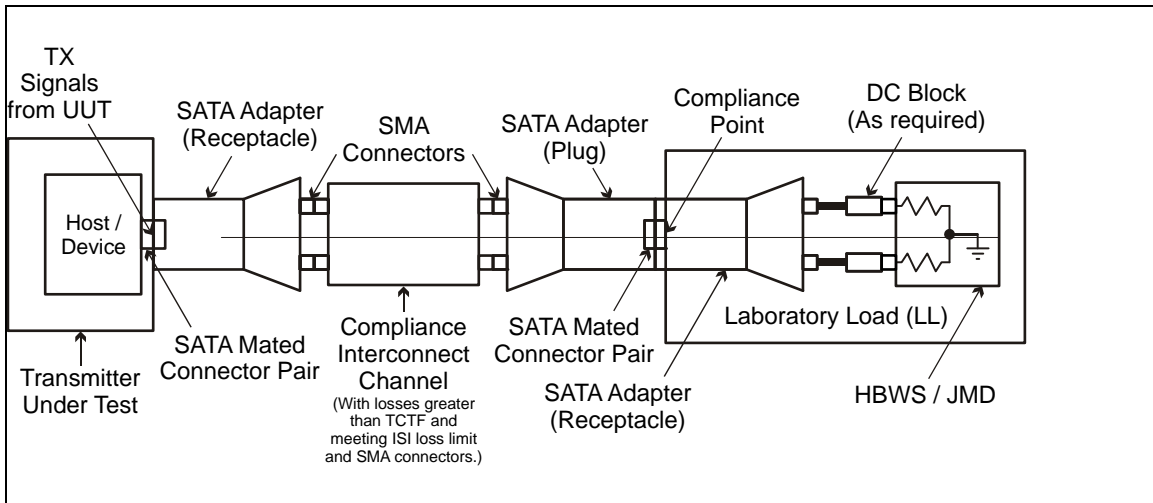 TX
Signals
from UUT
SATA Adapter
(Receptacle)
SMA
Connectors
SATA Adapter
(Plug)
Compliance
Point
DC Block
(As required)
Host /
Device
Laboratory Load (LL)
Transmitter
Under Test
SATA Mated
Connector Pair
Compliance
Interconnect
Channel
(With losses greater
than TCTF and
meeting ISI loss limit
and SMA connectors.)
SATA Mated
Connector Pair
SATA Adapter
(Receptacle)
HBWS / JMD